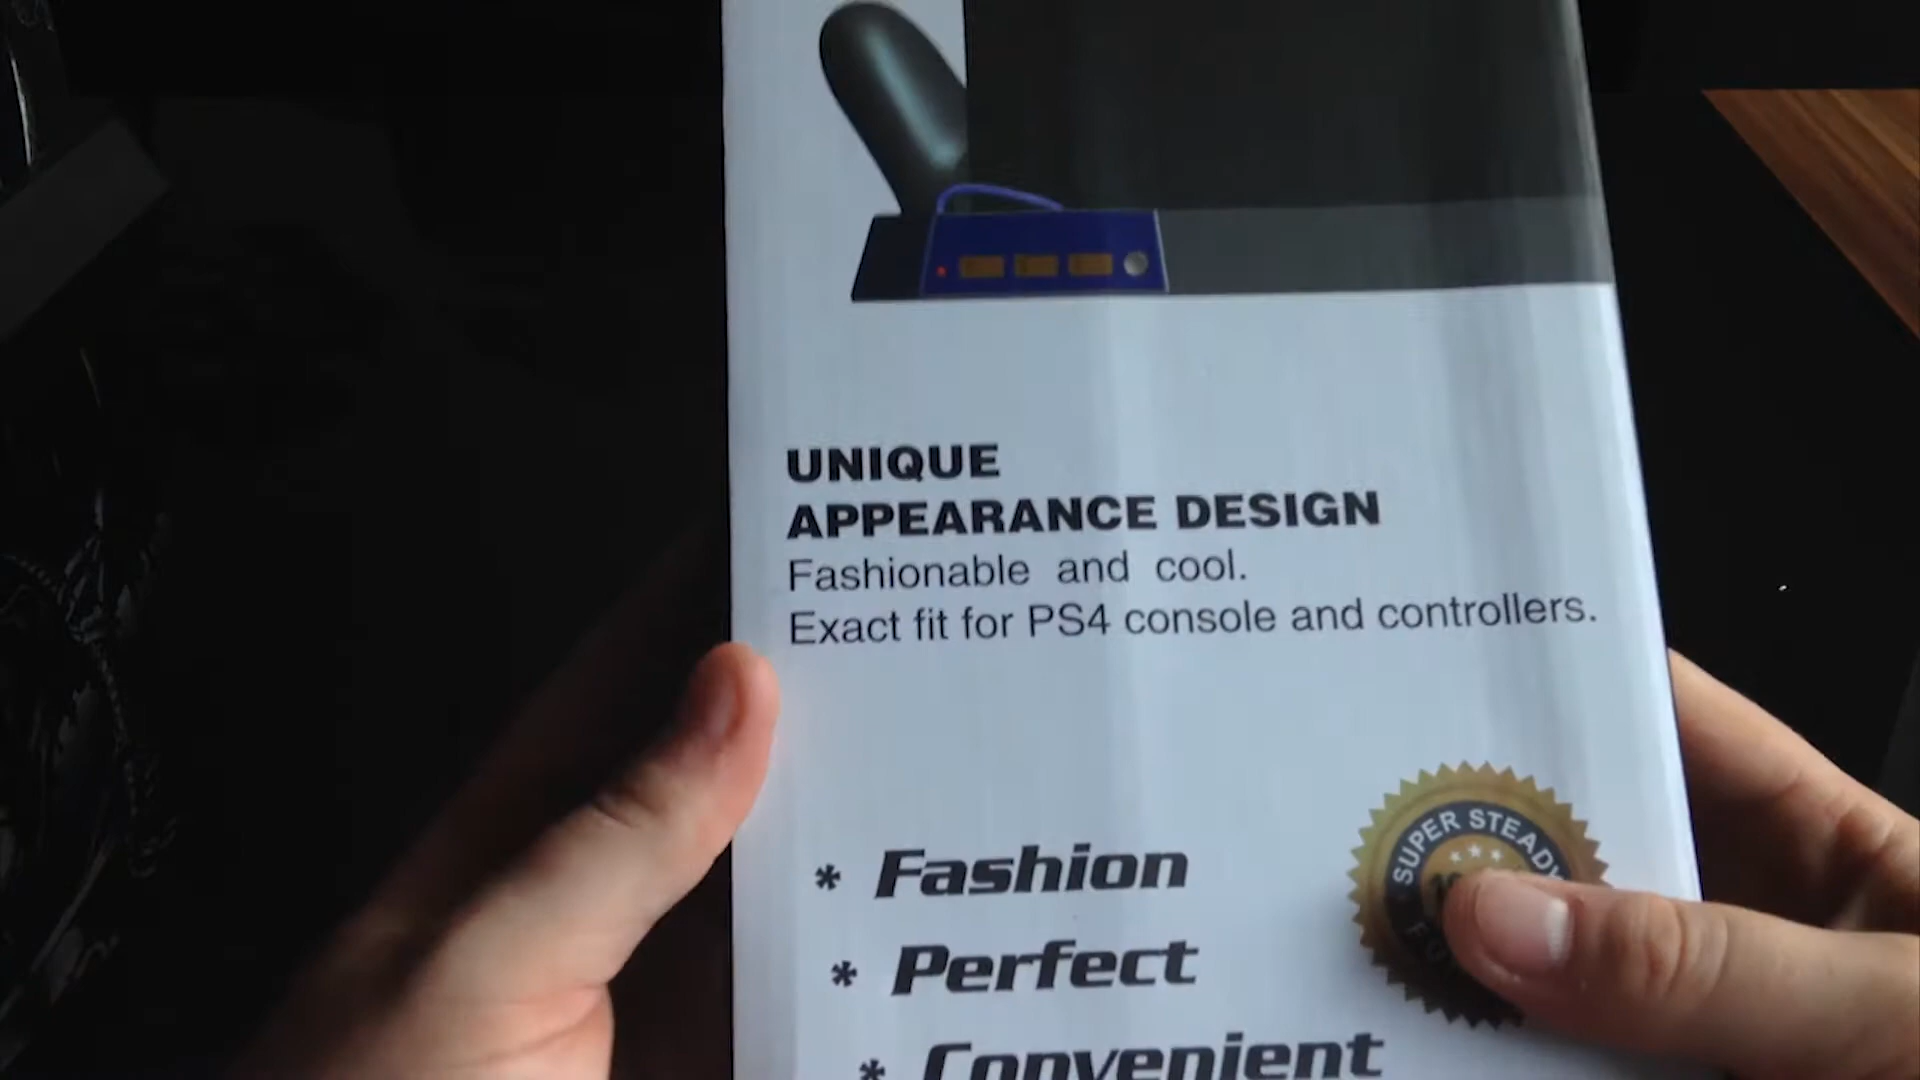 UNIQUE
APPEARANCE DESIGN
Fashionable and cool.
Exact fit for PS4 console and controllers.
* Fashion
* Perfect
* Convenient
SUPER STEADY